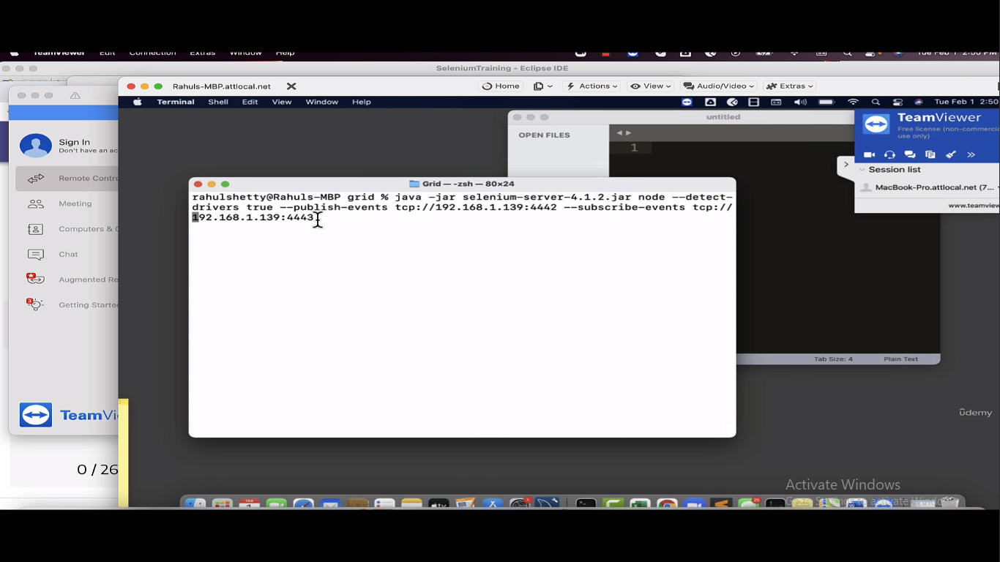 TeamViewer Edit Connection Extras Window Help Tue Feb 1 2:50 PM
SeleniumTraining - Eclipse IDE
Rahuls-MBP.attlocal.net Home Actions View Audio/Video Extras
Terminal Shell Edit View Window Help Tue Feb 1 2:50
untitled
TeamViewer
Free license (non-commercia
use only)
OPEN FILES
1
Session list
MacBook-Pro.attlocal.net (7...
www.teamview
Sign In
Don't have an ac
Remote Contro
Meeting
Computers & C
Chat
Augmented Re
Getting Starte
TeamVi
0 / 26
Grid — -zsh — 80×24
rahulshetty@Rahuls-MBP grid % java -jar selenium-server-4.1.2.jar node --detect-
drivers true --publish-events tcp://192.168.1.139:4442 --subscribe-events tcp://
192.168.1.139:4443
Tab Size: 4 Plain Text
ûdemy
Activate Windows